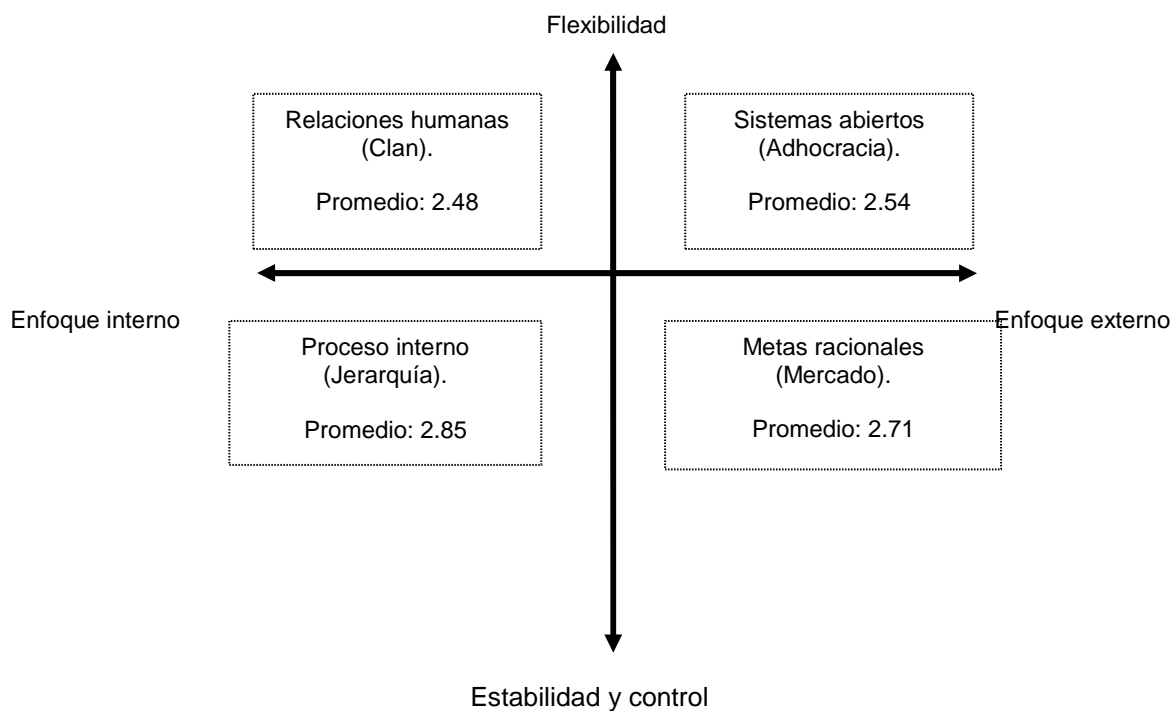 Flexibilidad
Relaciones humanas
(Clan).
Promedio: 2.48
Sistemas abiertos
(Adhocracia).
Promedio: 2.54
Enfoque interno
Enfoque externo
Proceso interno
(Jerarquía).
Promedio: 2.85
Metas racionales
(Mercado).
Promedio: 2.71
Estabilidad y control